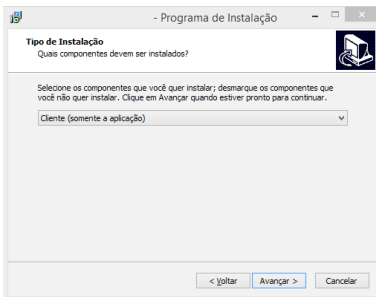 - Programa de Instalação
Tipo de Instalação
Quais componentes devem ser instalados?
Selecione os componentes que você quer instalar; desmarque os componentes que
você não quer instalar. Clique em Avançar quando estiver pronto para continuar.
Cliente (somente a aplicação)
< Voltar Avançar > Cancelar